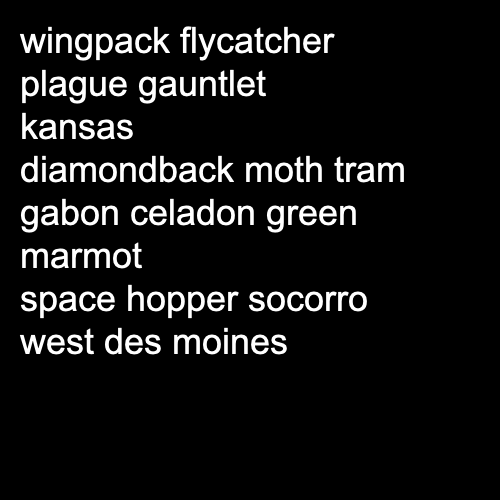 wingpack flycatcher
plague gauntlet
kansas
diamondback moth tram
gabon celadon green
marmot
space hopper socorro
west des moines